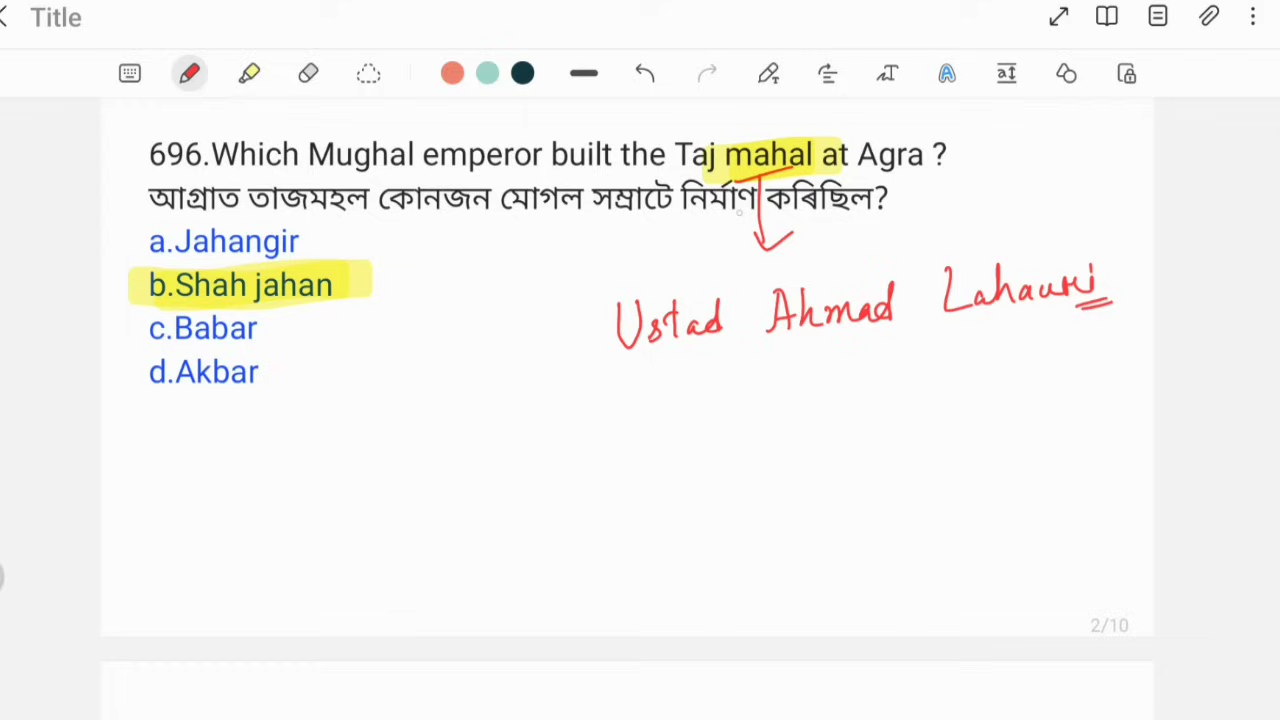 Title
696.Which Mughal emperor built the Taj mahal at Agra ?
আগ্ৰাত তাজমহল কোনজন মোগল সম্ৰাটে নিৰ্মাণ কৰিছিল?
a.Jahangir
b.Shah jahan
Ustad Ahmad Lahauri
c.Babar
d.Akbar
2/10